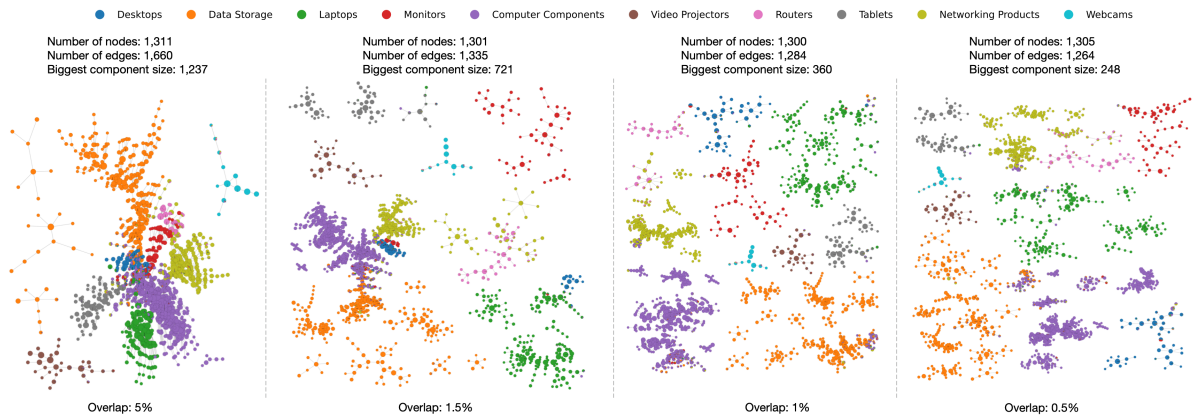 Desktops Data Storage Laptops Monitors Computer Components Video Projectors Routers Tablets Networking Products Webcams
Number of nodes: 1,311
Number of edges: 1,660
Biggest component size: 1,237
Number of nodes: 1,301
Number of edges: 1,335
Biggest component size: 721
Number of nodes: 1,300
Number of edges: 1,284
Biggest component size: 360
Number of nodes: 1,305
Number of edges: 1,264
Biggest component size: 248
Overlap: 5%
Overlap: 1.5%
Overlap: 1%
Overlap: 0.5%